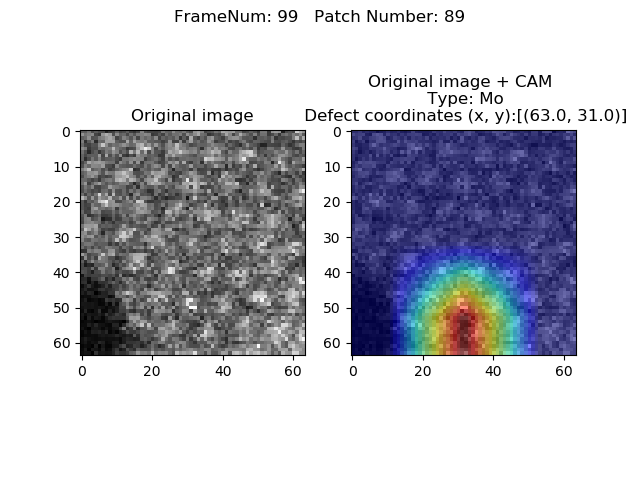 FrameNum: 99   Patch Number: 89
Original image
0
10
20
30
40
50
60
0 20 40 60
Original image + CAM
Type: Mo
Defect coordinates (x, y):[(63.0, 31.0)]
0
10
20
30
40
50
60
0 20 40 60